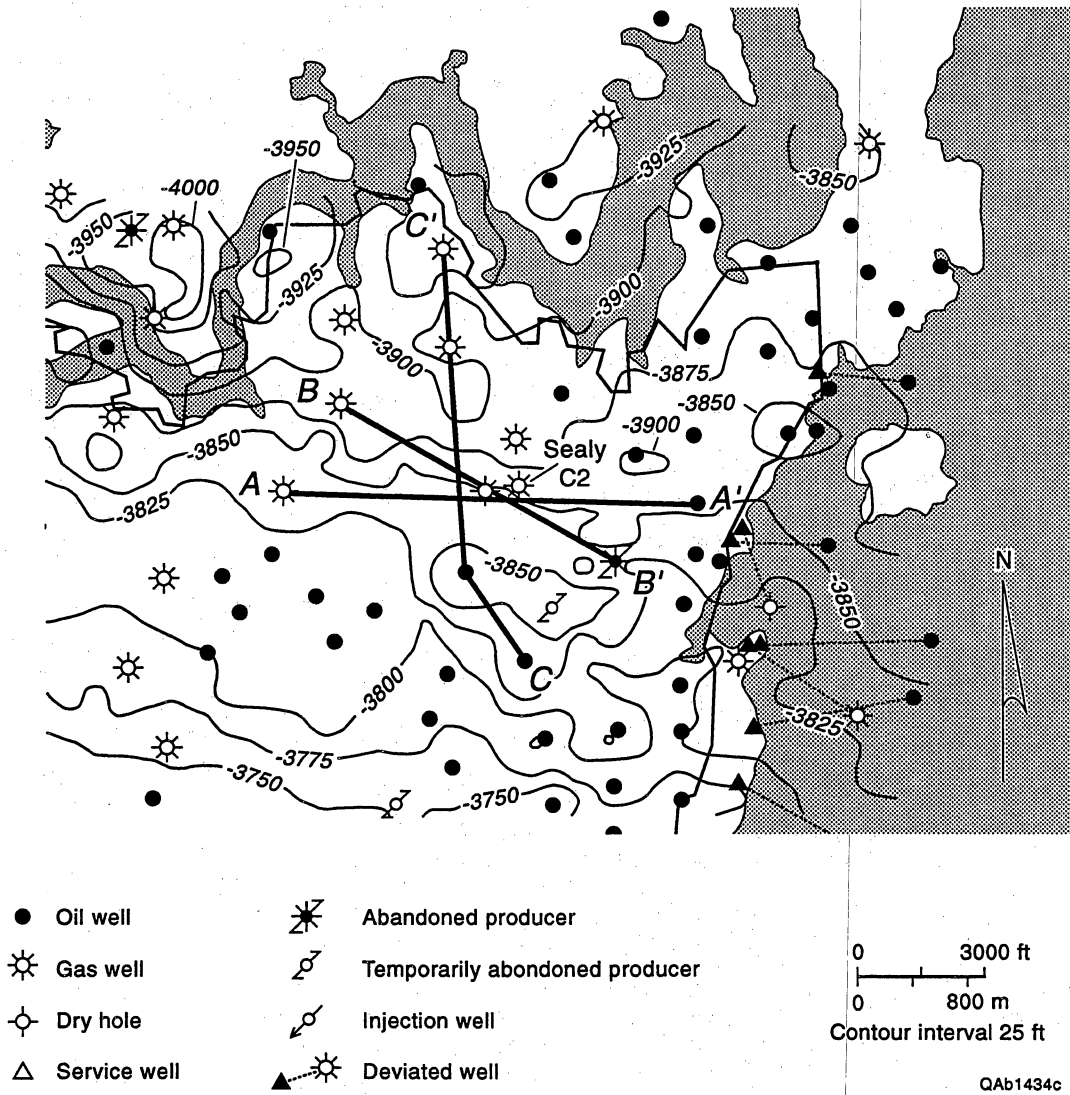 -3950
-4000
-3925
-3850
-3950
C'
-3925
-3900
-3900
-3875
B
-3850
-3900
-3850
Sealy
C2
A
A'
-3825
N
-3850
B'
-3850
C
-3800
-3825
-3775
-3750
-3750
Oil well
Abandoned producer
Gas well
Temporarily abondoned producer
0 3000 ft
Dry hole
Injection well
0 800 m
Contour interval 25 ft
Service well
Deviated well
QAb1434c